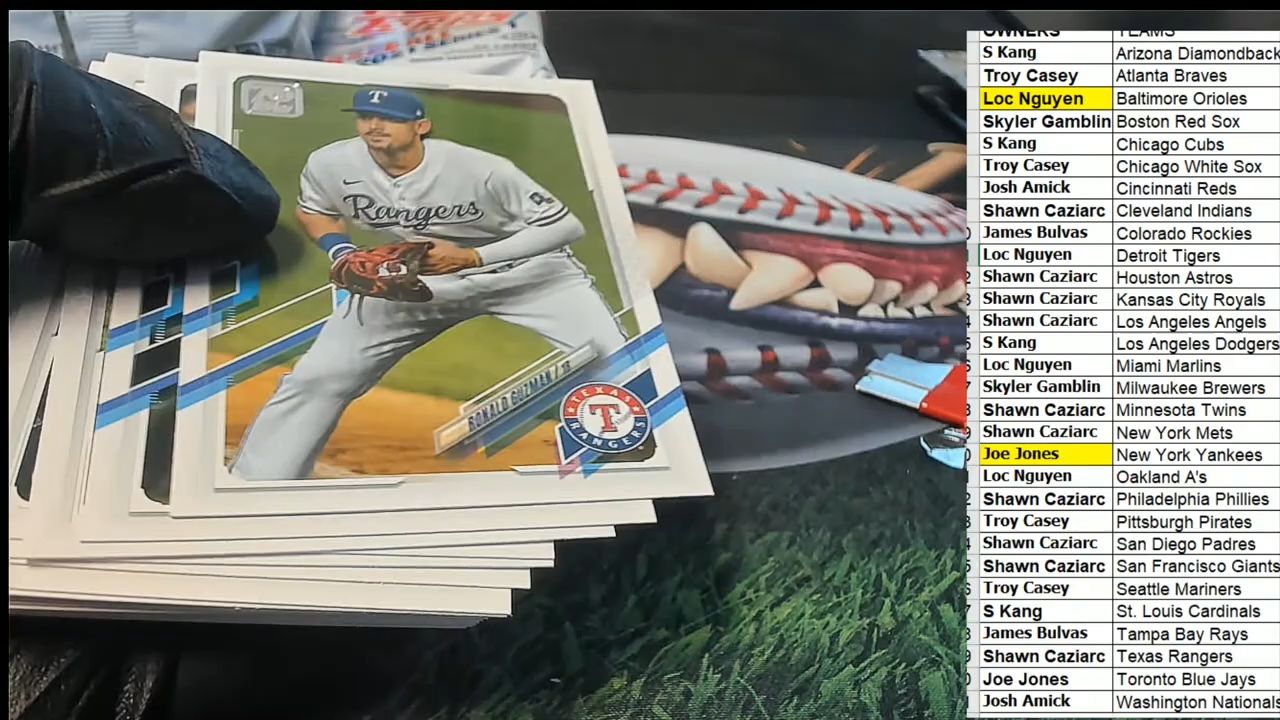 T
Rangers
RONALD GUZMAN / 1B
TEXAS
T
RANGERS
OWNERS TEAMS
S Kang Arizona Diamondback
Troy Casey Atlanta Braves
Loc Nguyen Baltimore Orioles
Skyler Gamblin Boston Red Sox
S Kang Chicago Cubs
Troy Casey Chicago White Sox
Josh Amick Cincinnati Reds
Shawn Caziarc Cleveland Indians
James Bulvas Colorado Rockies
Loc Nguyen Detroit Tigers
Shawn Caziarc Houston Astros
Shawn Caziarc Kansas City Royals
Shawn Caziarc Los Angeles Angels
S Kang Los Angeles Dodgers
Loc Nguyen Miami Marlins
Skyler Gamblin Milwaukee Brewers
Shawn Caziarc Minnesota Twins
Shawn Caziarc New York Mets
Joe Jones New York Yankees
Loc Nguyen Oakland A's
Shawn Caziarc Philadelphia Phillies
Troy Casey Pittsburgh Pirates
Shawn Caziarc San Diego Padres
Shawn Caziarc San Francisco Giants
Troy Casey Seattle Mariners
S Kang St. Louis Cardinals
James Bulvas Tampa Bay Rays
Shawn Caziarc Texas Rangers
Joe Jones Toronto Blue Jays
Josh Amick Washington Nationals